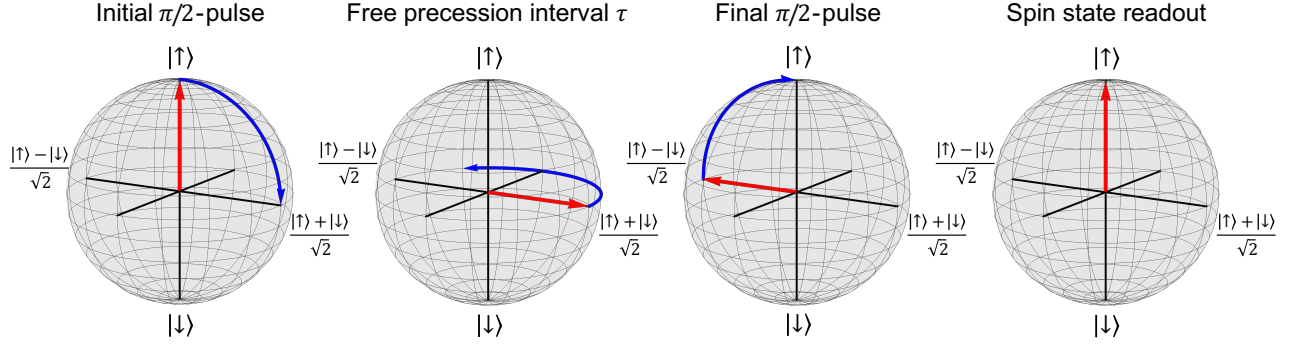 Initial π/2-pulse
Free precession interval τ
Final π/2-pulse
Spin state readout
|↑⟩
|↑⟩
|↑⟩
|↑⟩
|↑⟩ − |↓⟩
√2
|↑⟩ + |↓⟩
√2
|↑⟩ − |↓⟩
√2
|↑⟩ + |↓⟩
√2
|↑⟩ − |↓⟩
√2
|↑⟩ + |↓⟩
√2
|↑⟩ − |↓⟩
√2
|↑⟩ + |↓⟩
√2
|↓⟩
|↓⟩
|↓⟩
|↓⟩